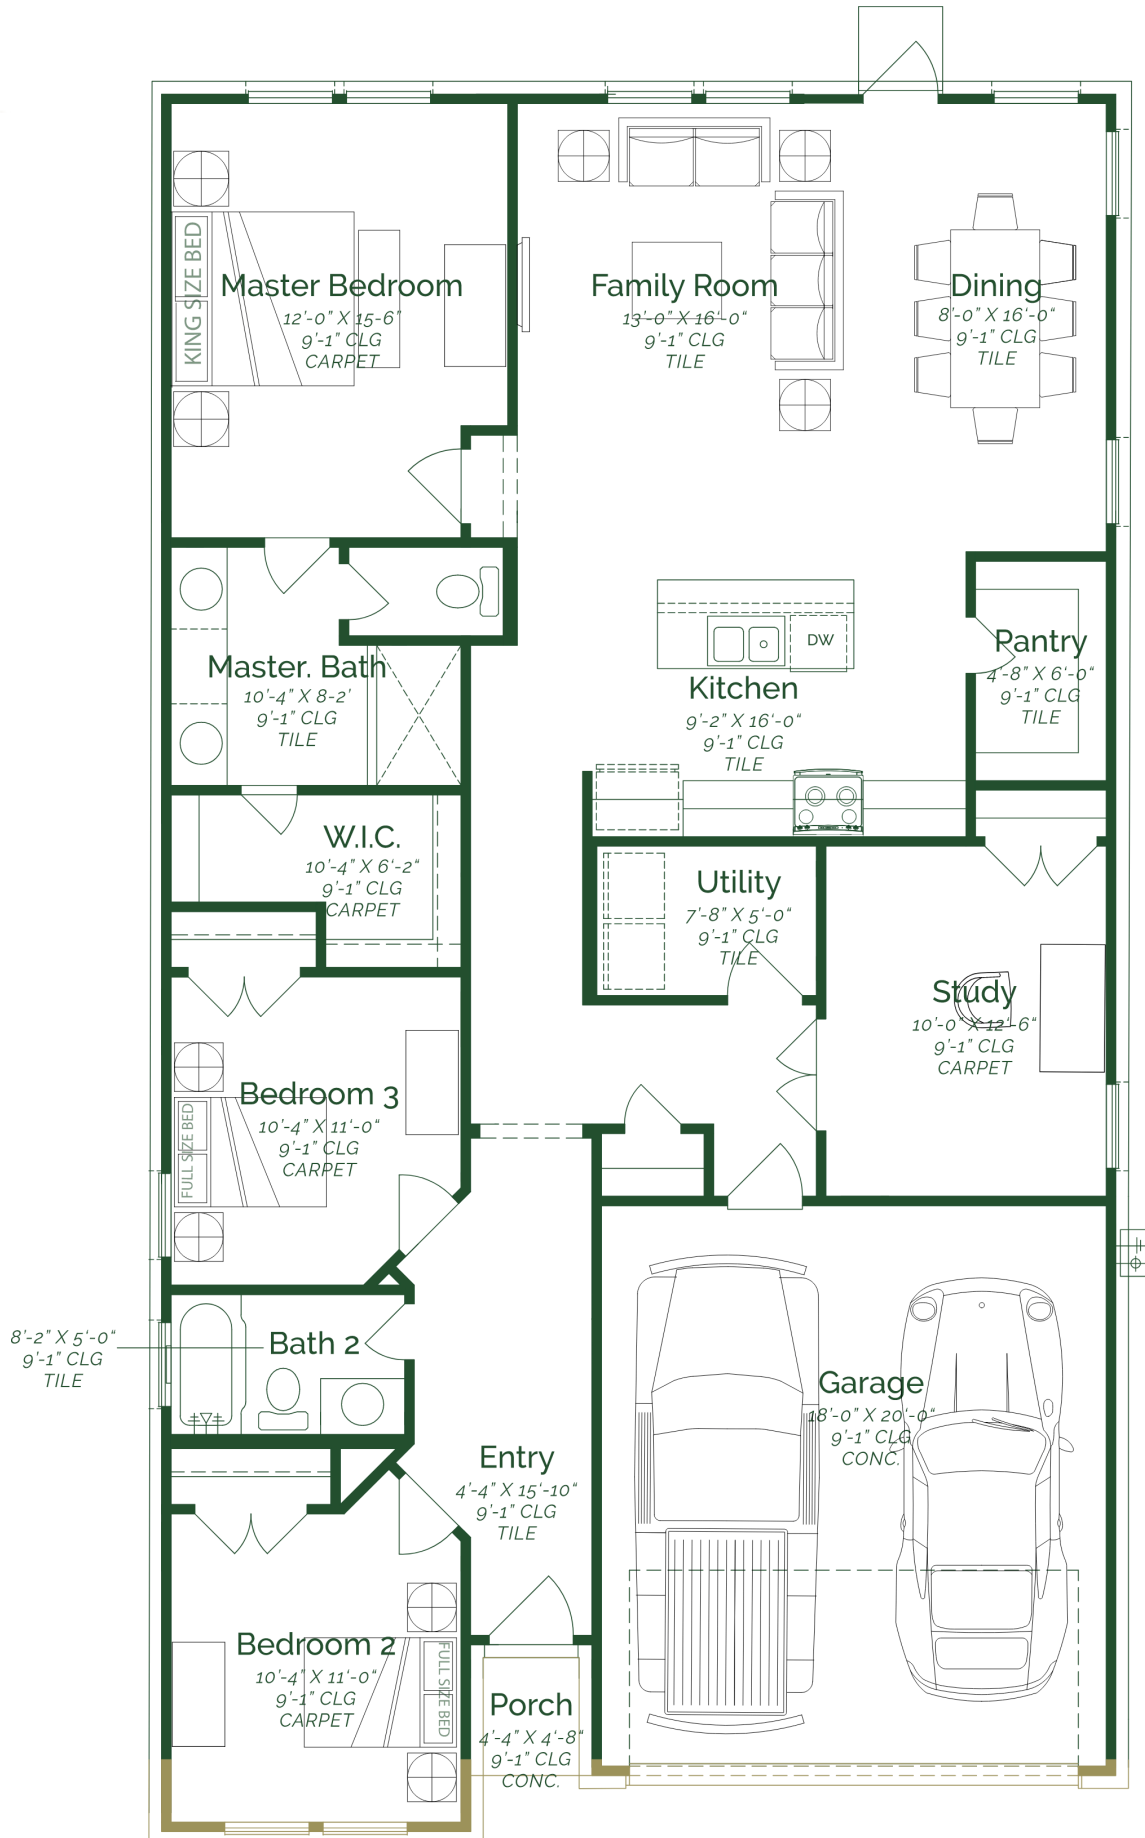 KING SIZE BED
Master Bedroom
12'-0" X 15-6"
9'-1" CLG
CARPET
Family Room
13'-0" X 16'-0"
9'-1" CLG
TILE
Dining
8'-0" X 16'-0"
9'-1" CLG
TILE
DW
Pantry
4'-8" X 6'-0"
9'-1" CLG
TILE
Master. Bath
10'-4" X 8-2'
9'-1" CLG
TILE
Kitchen
9'-2" X 16'-0"
9'-1" CLG
TILE
W.I.C.
10'-4" X 6'-2"
9'-1" CLG
CARPET
Utility
7'-8" X 5'-0"
9'-1" CLG
TILE
Study
10'-0" X 12'-6"
9'-1" CLG
CARPET
Bedroom 3
10'-4" X 11'-0"
9'-1" CLG
CARPET
FULL SIZE BED
8'-2" X 5'-0"
9'-1" CLG
TILE
Bath 2
Garage
18'-0" X 20'-0"
9'-1" CLG
CONC.
Entry
4'-4" X 15'-10"
9'-1" CLG
TILE
Bedroom 2
10'-4" X 11'-0"
9'-1" CLG
CARPET
FULL SIZE BED
Porch
4'-4" X 4'-8"
9'-1" CLG
CONC.